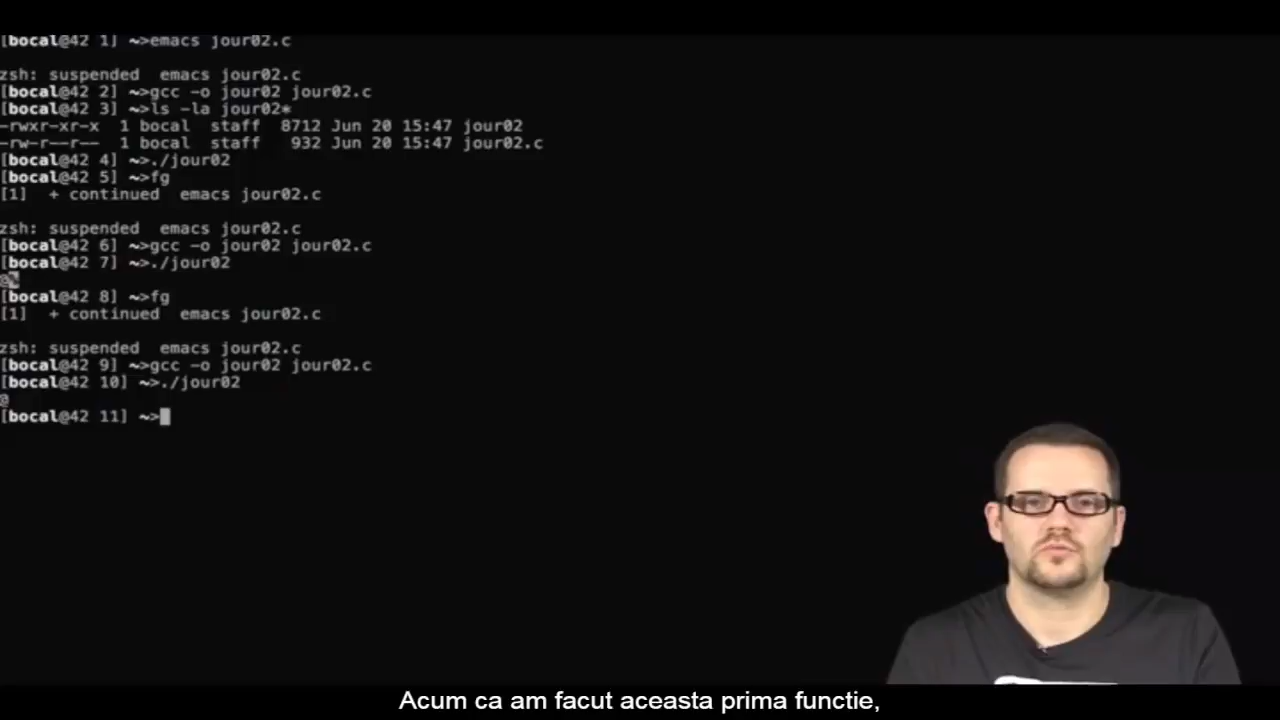 [bocal@42 1] ~>emacs jour02.c
zsh: suspended  emacs jour02.c
[bocal@42 2] ~>gcc -o jour02 jour02.c
[bocal@42 3] ~>ls -la jour02*
-rwxr-xr-x  1 bocal  staff  8712 Jun 20 15:47 jour02
-rw-r--r--  1 bocal  staff   932 Jun 20 15:47 jour02.c
[bocal@42 4] ~>./jour02
[bocal@42 5] ~>fg
[1]  + continued  emacs jour02.c
zsh: suspended  emacs jour02.c
[bocal@42 6] ~>gcc -o jour02 jour02.c
[bocal@42 7] ~>./jour02
@%
[bocal@42 8] ~>fg
[1]  + continued  emacs jour02.c
zsh: suspended  emacs jour02.c
[bocal@42 9] ~>gcc -o jour02 jour02.c
[bocal@42 10] ~>./jour02
@
[bocal@42 11] ~>
Acum ca am facut aceasta prima functie,